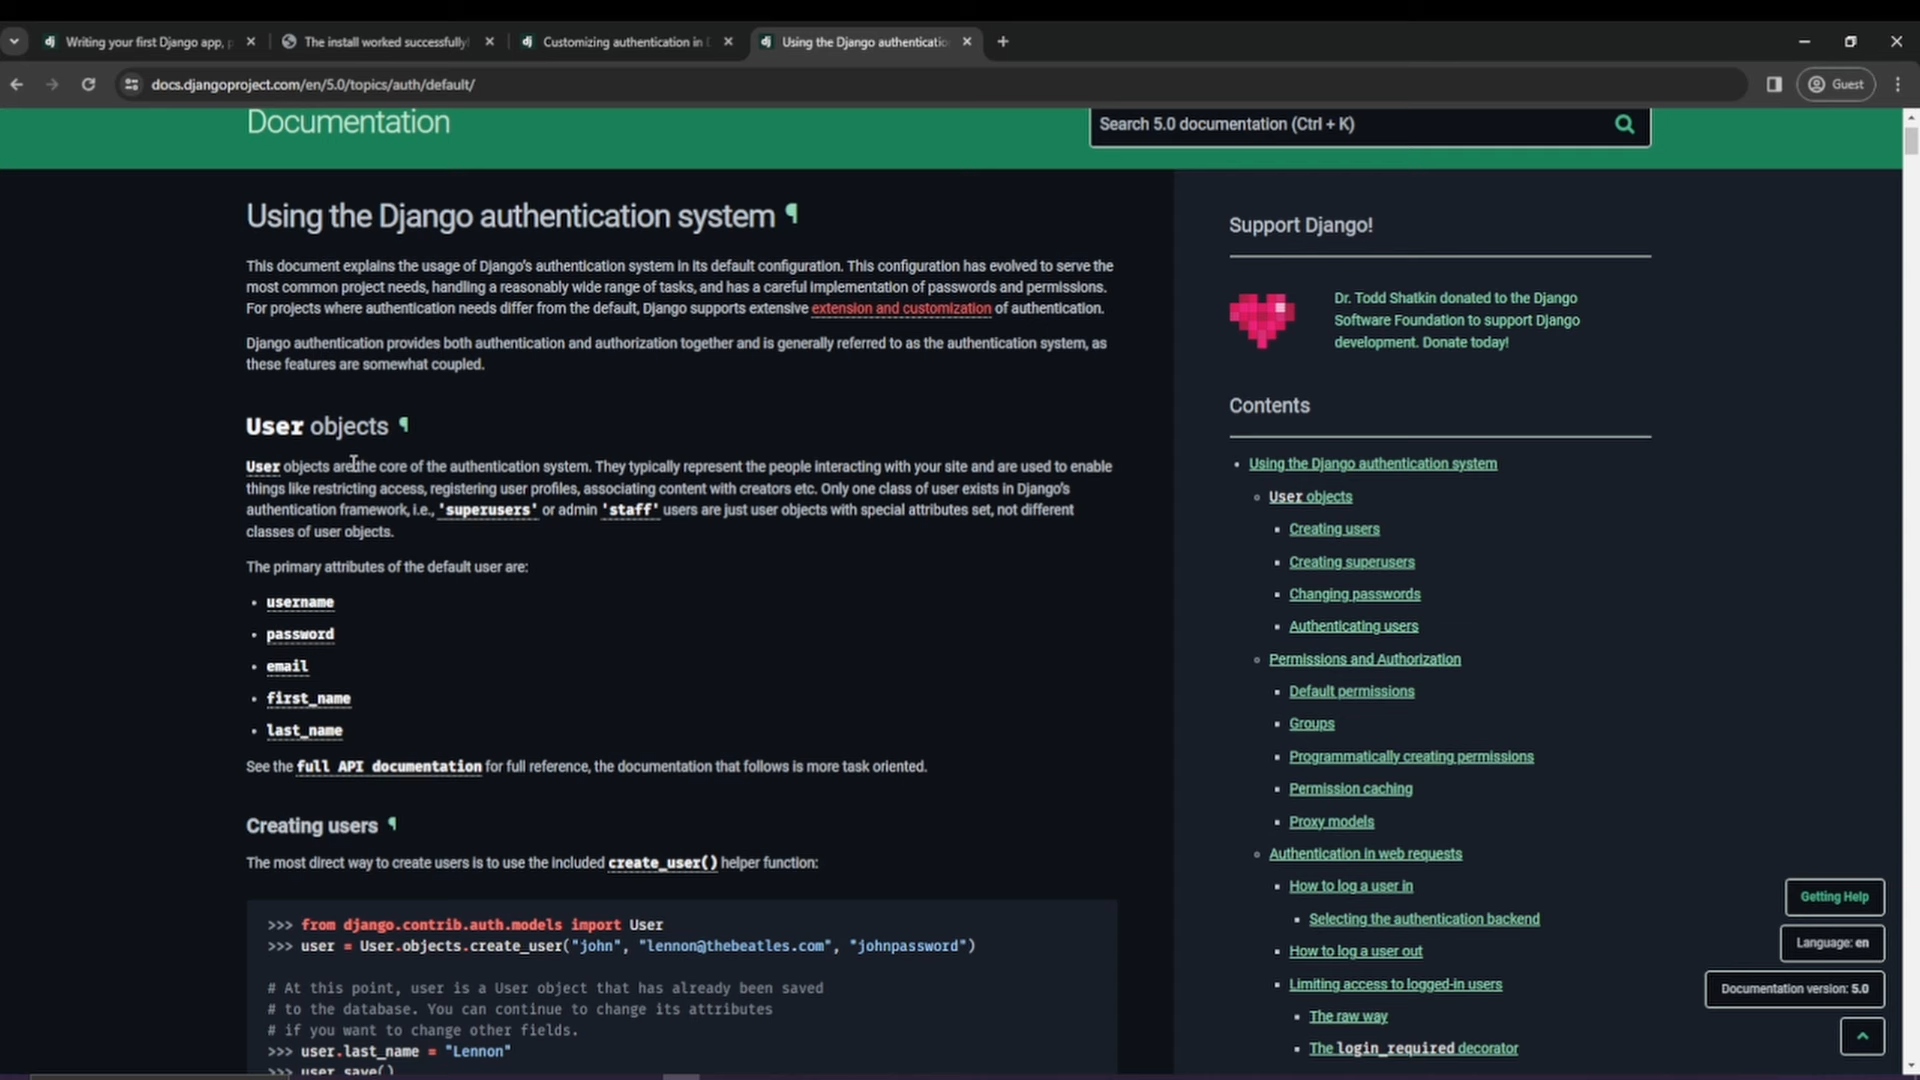 Writing your first Django app, p
The install worked successfully!
Customizing authentication in D
Using the Django authenticatio
docs.djangoproject.com/en/5.0/topics/auth/default/
Guest
Documentation
Search 5.0 documentation (Ctrl + K)
Using the Django authentication system ¶
This document explains the usage of Django's authentication system in its default configuration. This configuration has evolved to serve the
most common project needs, handling a reasonably wide range of tasks, and has a careful implementation of passwords and permissions.
For projects where authentication needs differ from the default, Django supports extensive extension and customization of authentication.
Django authentication provides both authentication and authorization together and is generally referred to as the authentication system, as
these features are somewhat coupled.
User objects ¶
User objects are the core of the authentication system. They typically represent the people interacting with your site and are used to enable
things like restricting access, registering user profiles, associating content with creators etc. Only one class of user exists in Django's
authentication framework, i.e., 'superusers' or admin 'staff' users are just user objects with special attributes set, not different
classes of user objects.
The primary attributes of the default user are:
• username
• password
• email
• first_name
• last_name
See the full API documentation for full reference, the documentation that follows is more task oriented.
Creating users ¶
The most direct way to create users is to use the included create_user() helper function:
>>> from django.contrib.auth.models import User
>>> user = User.objects.create_user("john", "lennon@thebeatles.com", "johnpassword")
# At this point, user is a User object that has already been saved
# to the database. You can continue to change its attributes
# if you want to change other fields.
>>> user.last_name = "Lennon"
>>> user.save()
Support Django!
Dr. Todd Shatkin donated to the Django
Software Foundation to support Django
development. Donate today!
Contents
Using the Django authentication system
User objects
Creating users
Creating superusers
Changing passwords
Authenticating users
Permissions and Authorization
Default permissions
Groups
Programmatically creating permissions
Permission caching
Proxy models
Authentication in web requests
How to log a user in
Selecting the authentication backend
How to log a user out
Limiting access to logged-in users
The raw way
The login_required decorator
Getting Help
Language: en
Documentation version: 5.0